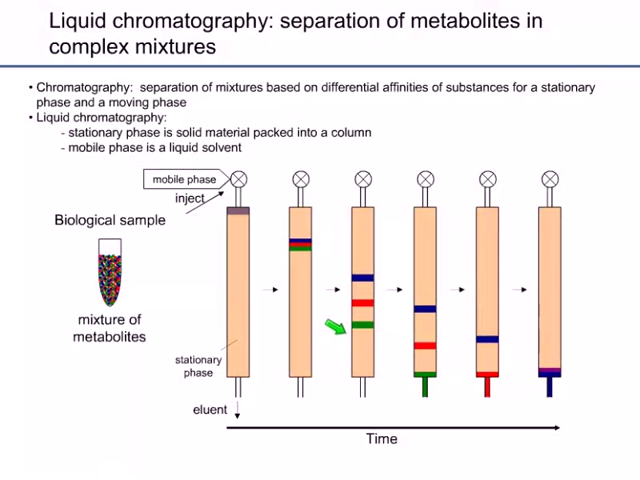 Liquid chromatography: separation of metabolites in
complex mixtures
• Chromatography: separation of mixtures based on differential affinities of substances for a stationary
phase and a moving phase
• Liquid chromatography:
- stationary phase is solid material packed into a column
- mobile phase is a liquid solvent
mobile phase
inject
Biological sample
mixture of
metabolites
stationary
phase
eluent
Time